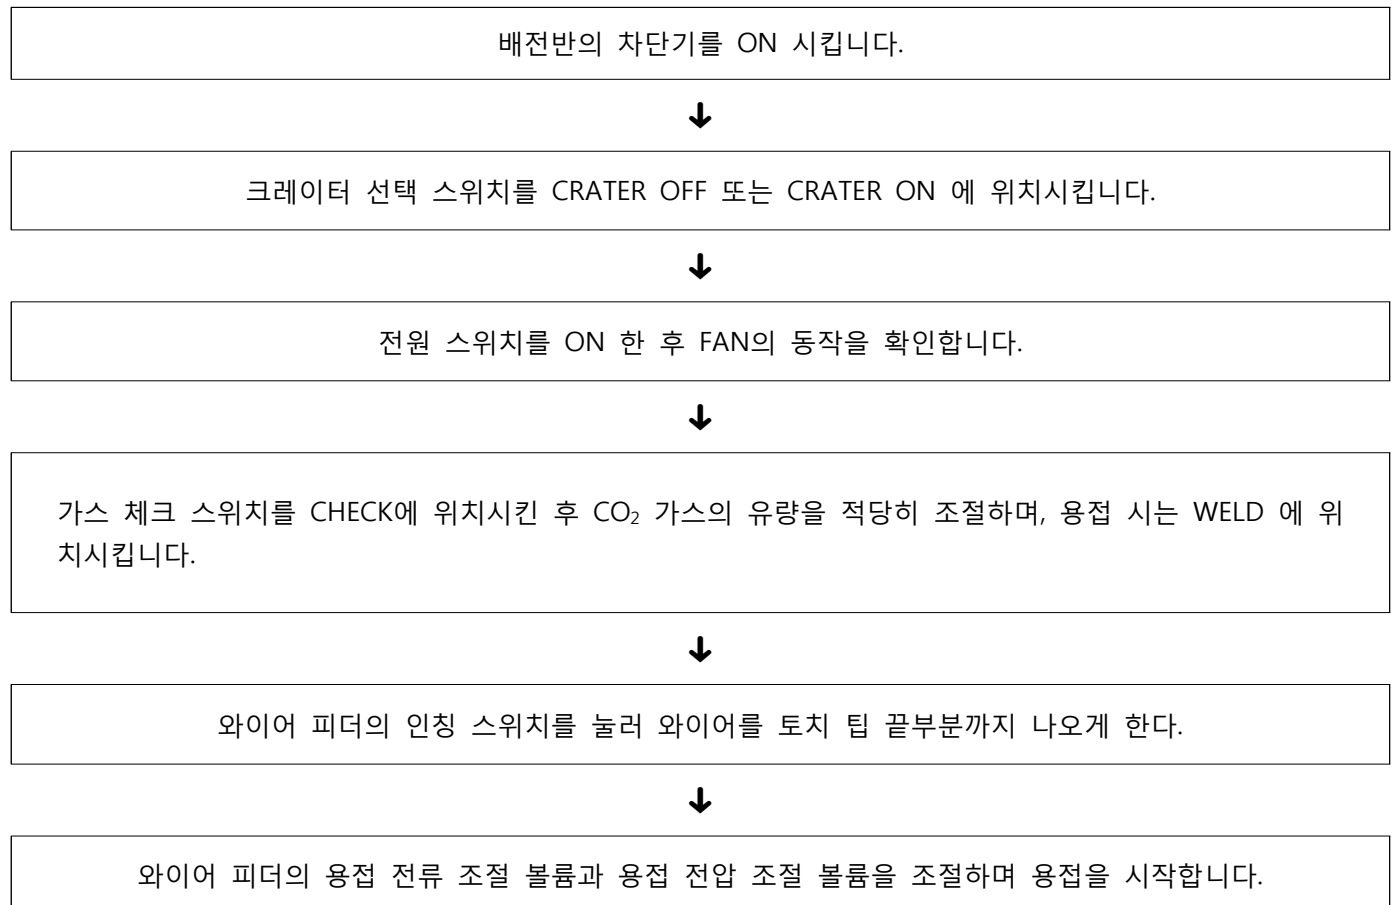 배전반의 차단기를 ON 시킵니다.
크레이터 선택 스위치를 CRATER OFF 또는 CRATER ON 에 위치시킵니다.
전원 스위치를 ON 한 후 FAN의 동작을 확인합니다.
가스 체크 스위치를 CHECK에 위치시킨 후 CO₂ 가스의 유량을 적당히 조절하며, 용접 시는 WELD 에 위
치시킵니다.
와이어 피더의 인칭 스위치를 눌러 와이어를 토치 팁 끝부분까지 나오게 한다.
와이어 피더의 용접 전류 조절 볼륨과 용접 전압 조절 볼륨을 조절하며 용접을 시작합니다.